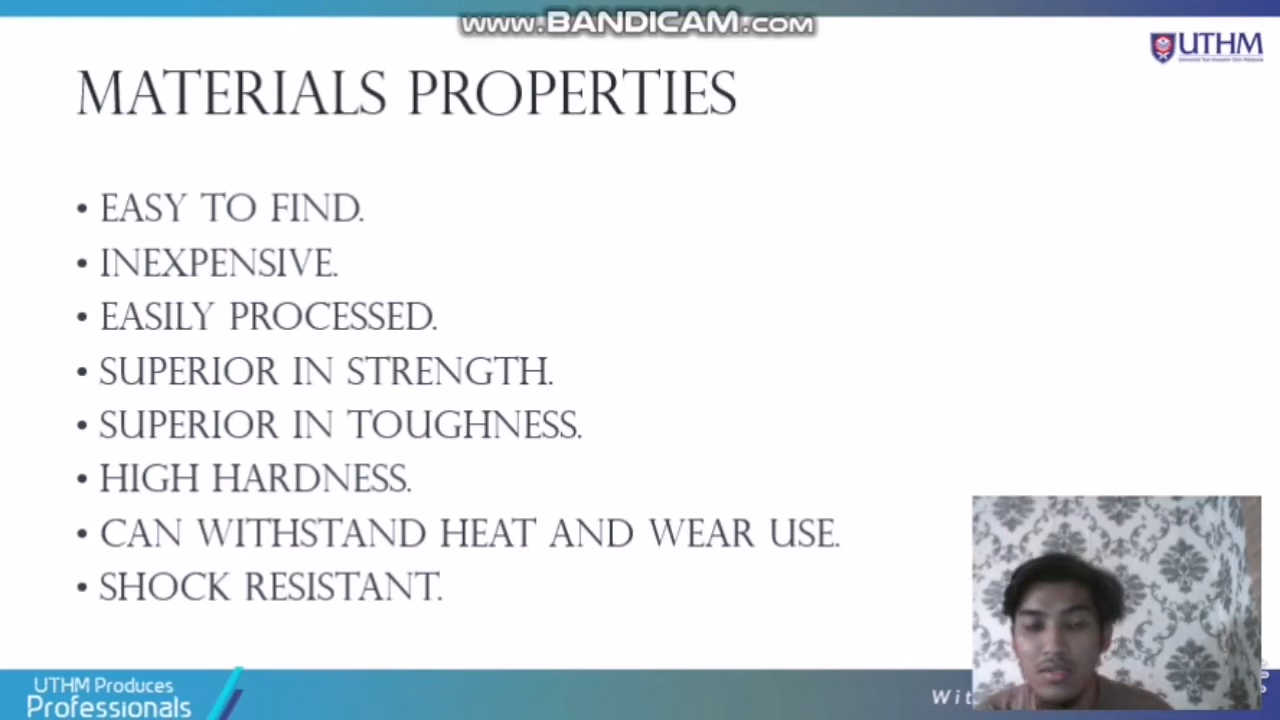 www.BANDICAM.com
UTHM
MATERIALS PROPERTIES
• EASY TO FIND.
• INEXPENSIVE.
• EASILY PROCESSED.
• SUPERIOR IN STRENGTH.
• SUPERIOR IN TOUGHNESS.
• HIGH HARDNESS.
• CAN WITHSTAND HEAT AND WEAR USE.
• SHOCK RESISTANT.
UTHM Produces
Professionals